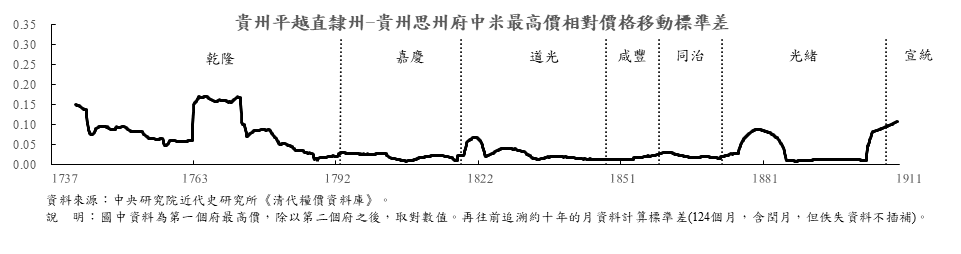 貴州平越直隸州-貴州思州府中米最高價相對價格移動標準差
0.35
0.30
0.25
0.20
0.15
0.10
0.05
0.00
乾隆 嘉慶 道光 咸豐 同治 光緒 宣統
1737 1763 1792 1822 1851 1881 1911
資料來源：中央研究院近代史研究所《清代糧價資料庫》。
說　明：圖中資料為第一個府最高價，除以第二個府之後，取對數值。再往前追溯約十年的月資料計算標準差(124個月，含閏月，但佚失資料不插補)。